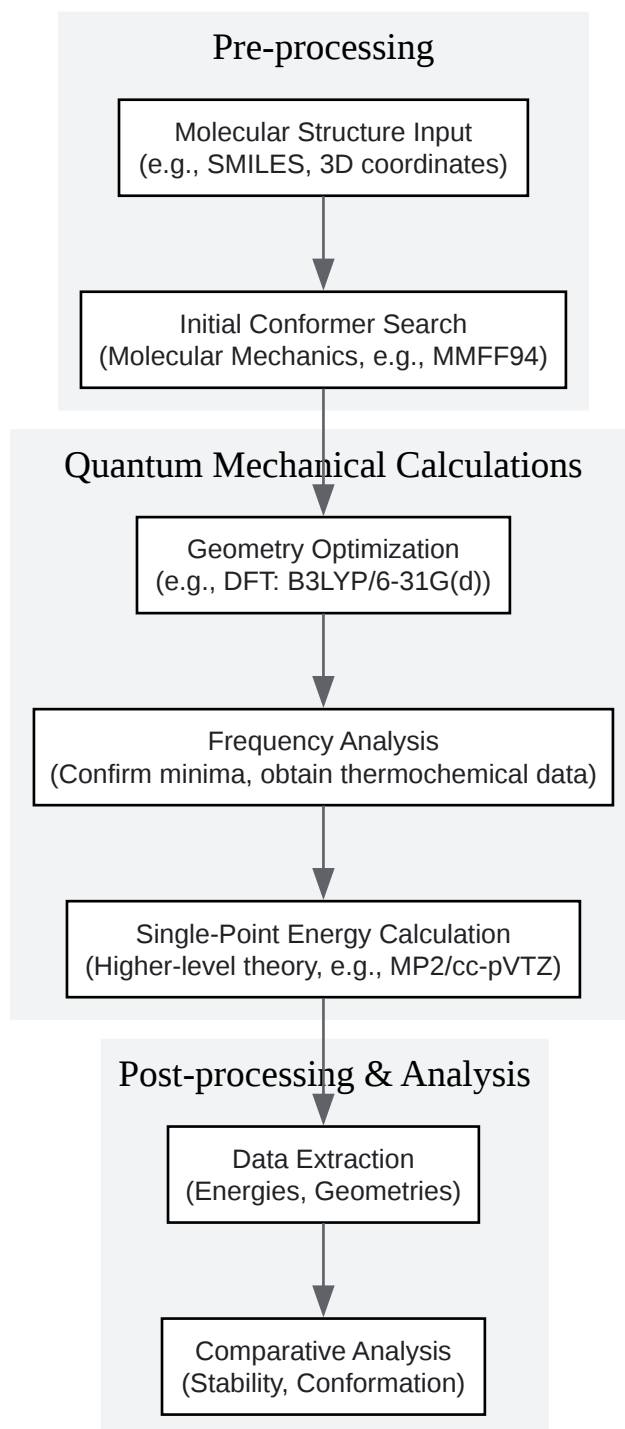 Pre-processing
Molecular Structure Input
(e.g., SMILES, 3D coordinates)
Initial Conformer Search
(Molecular Mechanics, e.g., MMFF94)
Quantum Mechanical Calculations
Geometry Optimization
(e.g., DFT: B3LYP/6-31G(d))
Frequency Analysis
(Confirm minima, obtain thermochemical data)
Single-Point Energy Calculation
(Higher-level theory, e.g., MP2/cc-pVTZ)
Post-processing & Analysis
Data Extraction
(Energies, Geometries)
Comparative Analysis
(Stability, Conformation)